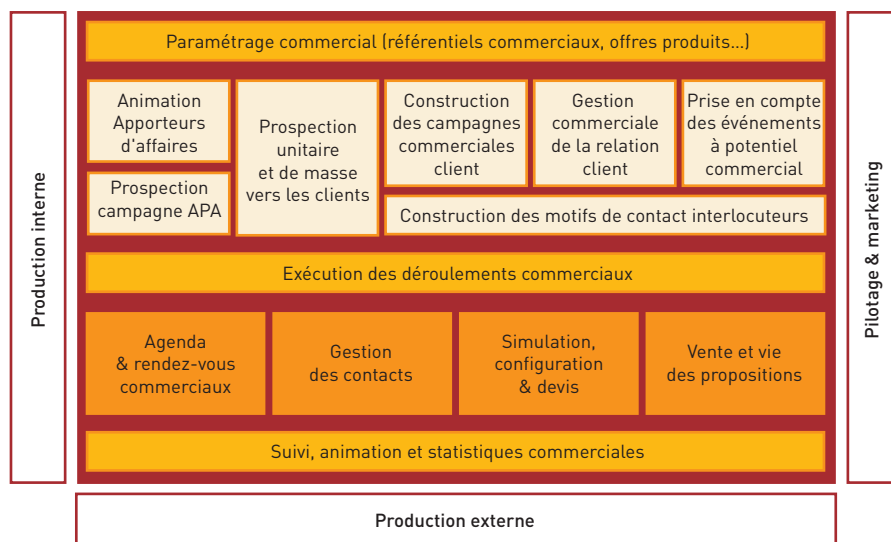 Paramétrage commercial (référentiels commerciaux, offres produits...)
Production interne
Animation
Apporteurs
d'affaires
Prospection
campagne APA
Prospection
unitaire
et de masse
vers les clients
Construction
des campagnes
commerciales
client
Gestion
commerciale
de la relation
client
Prise en compte
des événements
à potentiel
commercial
Construction des motifs de contact interlocuteurs
Pilotage & marketing
Exécution des déroulements commerciaux
Agenda
& rendez-vous
commerciaux
Gestion
des contacts
Simulation,
configuration
& devis
Vente et vie
des propositions
Suivi, animation et statistiques commerciales
Production externe